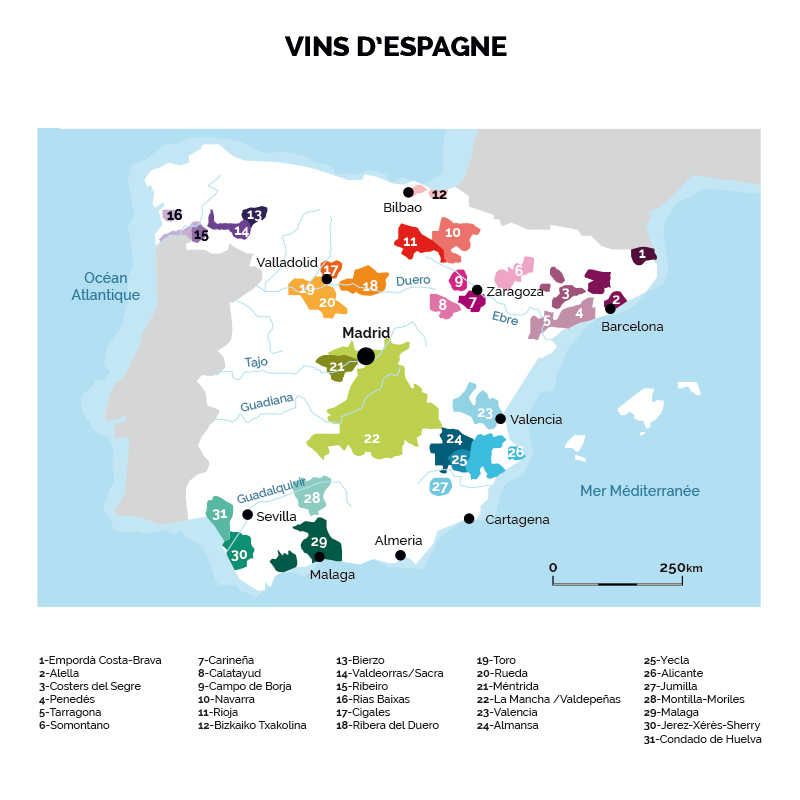 VINS D'ESPAGNE
16
13
14
15
Bilbao
12
11
10
1
Océan
Atlantique
Valladolid
17
19
18
20
Duero
9
8
7
Zaragoza
6
3
2
5
4
Ebre
Barcelona
Madrid
21
Tajo
Guadiana
22
23
Valencia
24
25
26
27
Mer Méditerranée
Guadalquivir
28
31
Sevilla
30
29
Malaga
Almeria
Cartagena
0 250km
1-Empordà Costa-Brava
2-Alella
3-Costers del Segre
4-Penedés
5-Tarragona
6-Somontano
7-Carineña
8-Calatayud
9-Campo de Borja
10-Navarra
11-Rioja
12-Bizkaiko Txakolina
13-Bierzo
14-Valdeorras/Sacra
15-Ribeiro
16-Rias Baixas
17-Cigales
18-Ribera del Duero
19-Toro
20-Rueda
21-Méntrida
22-La Mancha /Valdepeñas
23-Valencia
24-Almansa
25-Yecla
26-Alicante
27-Jumilla
28-Montilla-Moriles
29-Malaga
30-Jerez-Xérès-Sherry
31-Condado de Huelva